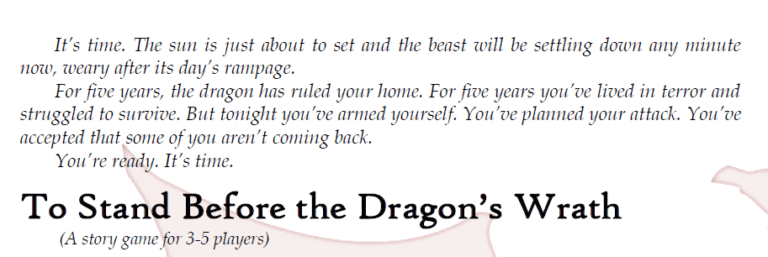 It's time. The sun is just about to set and the beast will be settling down any minute
now, weary after its day's rampage.
For five years, the dragon has ruled your home. For five years you've lived in terror and
struggled to survive. But tonight you've armed yourself. You've planned your attack. You've
accepted that some of you aren't coming back.
You're ready. It's time.
To Stand Before the Dragon's Wrath
(A story game for 3-5 players)